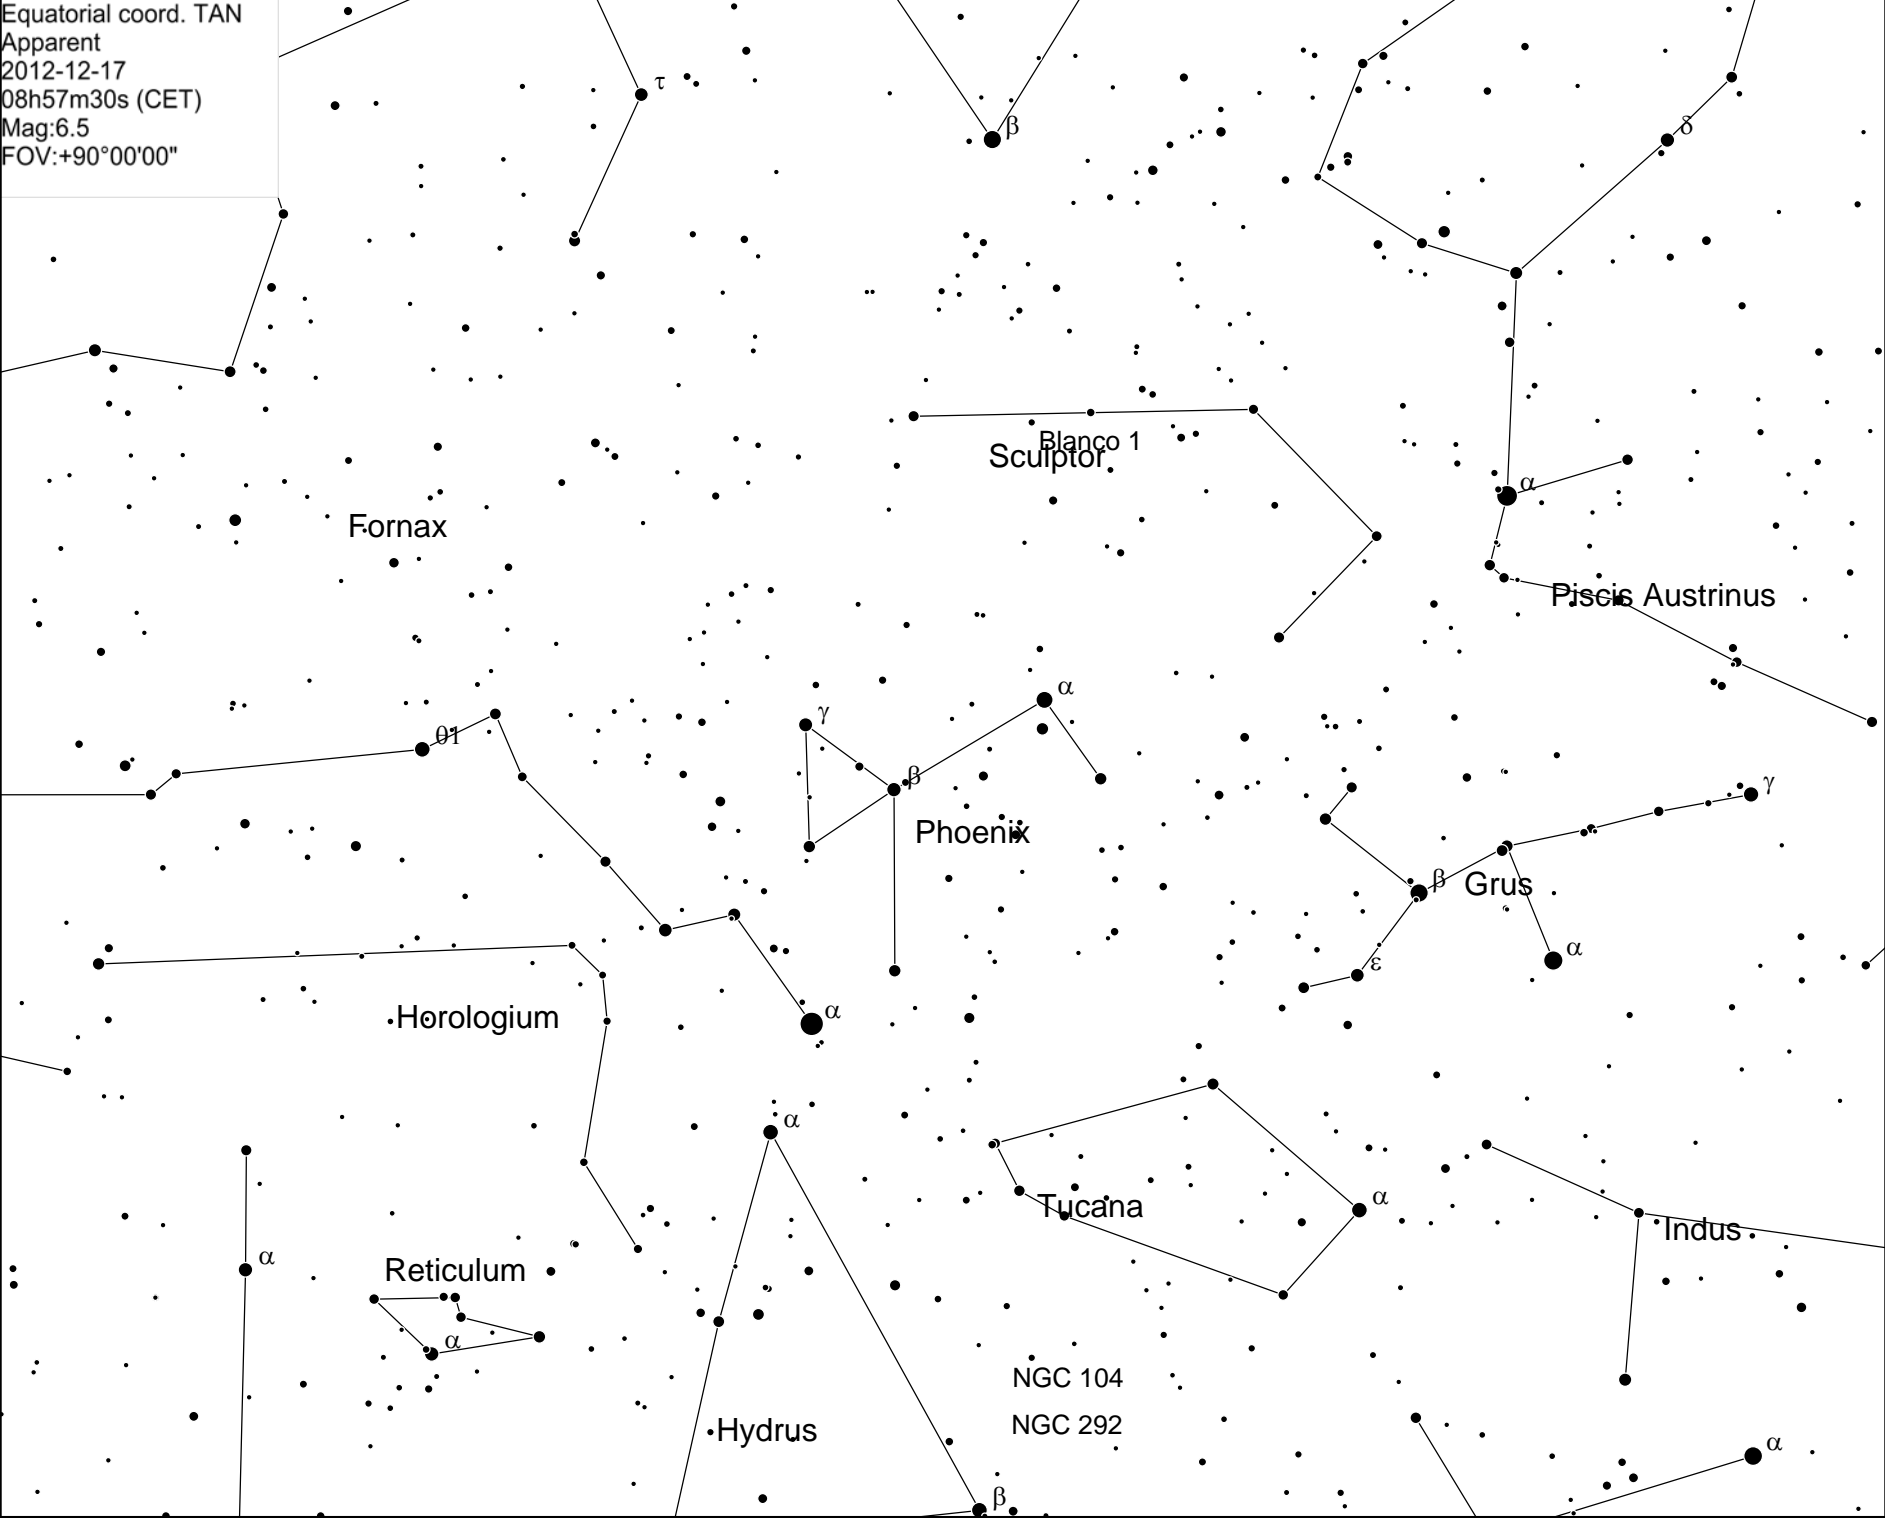 Equatorial coord. TAN
Apparent
2012-12-17
08h57m30s (CET)
Mag:6.5
FOV:+90°00'00"
τ
β
δ
Blanco 1
Sculptor
α
Fornax
Piscis Austrinus
α
γ
θ1
β
γ
Phoenix
β
Grus
α
ε
Horologium
α
α
Tucana
α
Indus
α
Reticulum
α
NGC 104
NGC 292
Hydrus
α
β